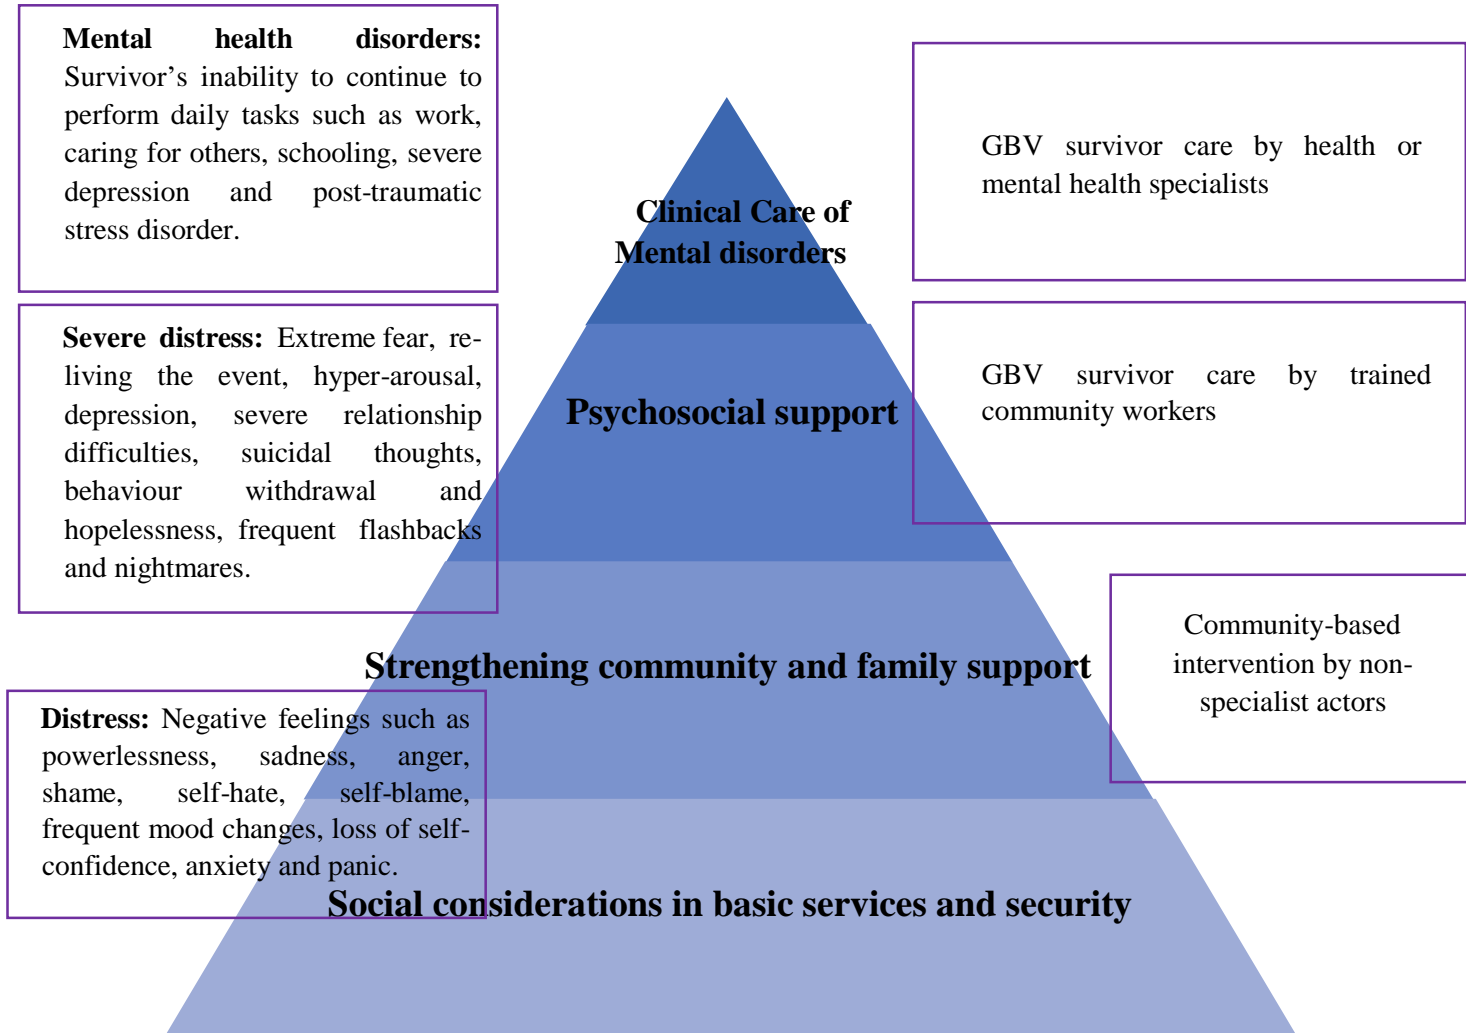 Mental health disorders:
Survivor’s inability to continue to
perform daily tasks such as work,
caring for others, schooling, severe
depression and post-traumatic
stress disorder.
GBV survivor care by health or
mental health specialists
Clinical Care of
Mental disorders
Severe distress: Extreme fear, re-
living the event, hyper-arousal,
depression, severe relationship
difficulties, suicidal thoughts,
behaviour withdrawal and
hopelessness, frequent flashbacks
and nightmares.
GBV survivor care by trained
community workers
Psychosocial support
Community-based
intervention by non-
specialist actors
Strengthening community and family support
Distress: Negative feelings such as
powerlessness, sadness, anger,
shame, self-hate, self-blame,
frequent mood changes, loss of self-
confidence, anxiety and panic.
Social considerations in basic services and security